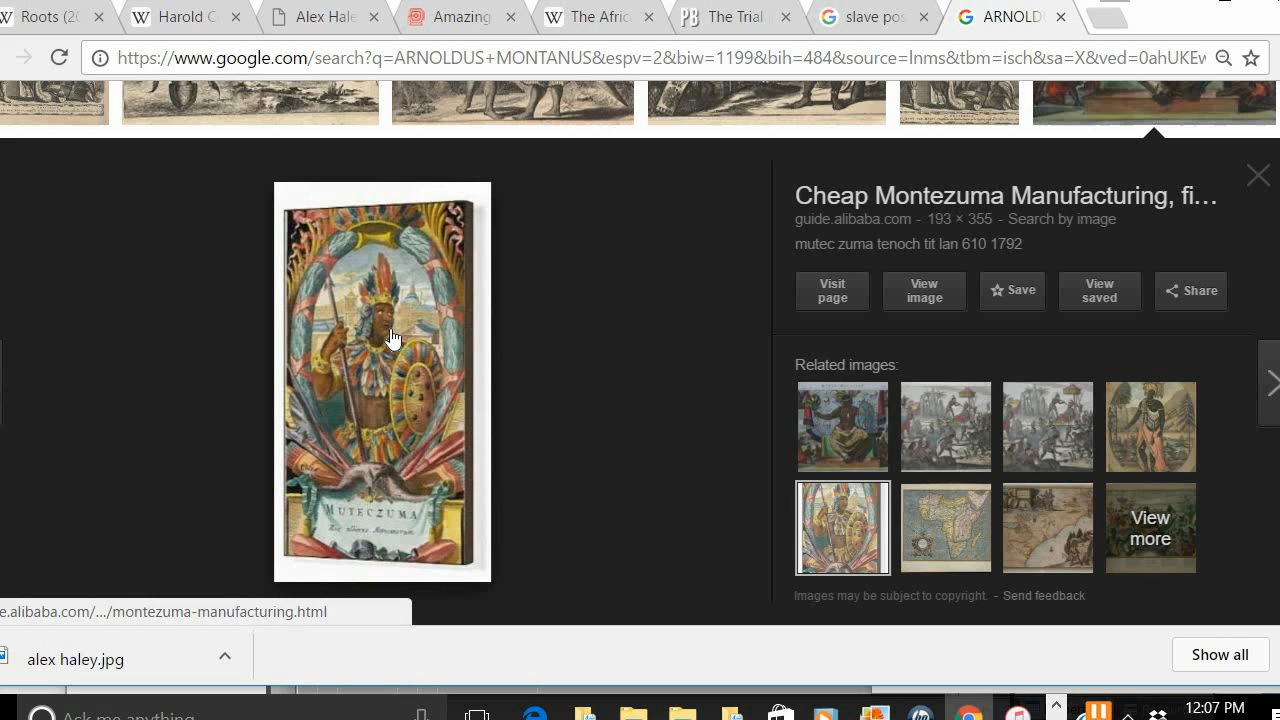 Roots (20
Harold C
Alex Hale
Amazing
The Afric
The Trial
slave pos
ARNOLD
https://www.google.com/search?q=ARNOLDUS+MONTANUS&espv=2&biw=1199&bih=484&source=lnms&tbm=isch&sa=X&ved=0ahUKEw
Cheap Montezuma Manufacturing, fi...
guide.alibaba.com - 193 × 355 - Search by image
mutec zuma tenoch tit lan 610 1792
Visit page
View image
Save
View saved
Share
Related images:
MUTECZUMA
View more
Images may be subject to copyright. - Send feedback
e.alibaba.com/.../montezuma-manufacturing.html
alex haley.jpg
Show all
Ask me anything
12:07 PM